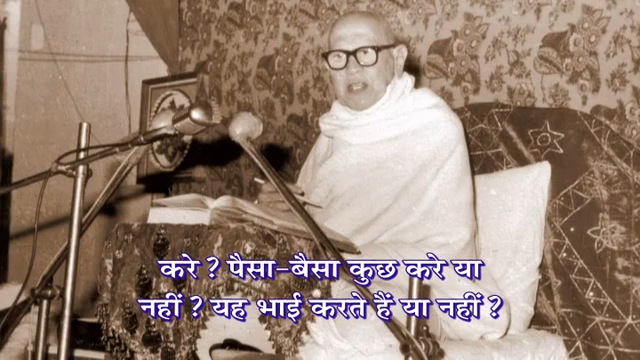 करे ? पैसा-बैसा कुछ करे या
नहीं ? यह भाई करते हैं या नहीं ?